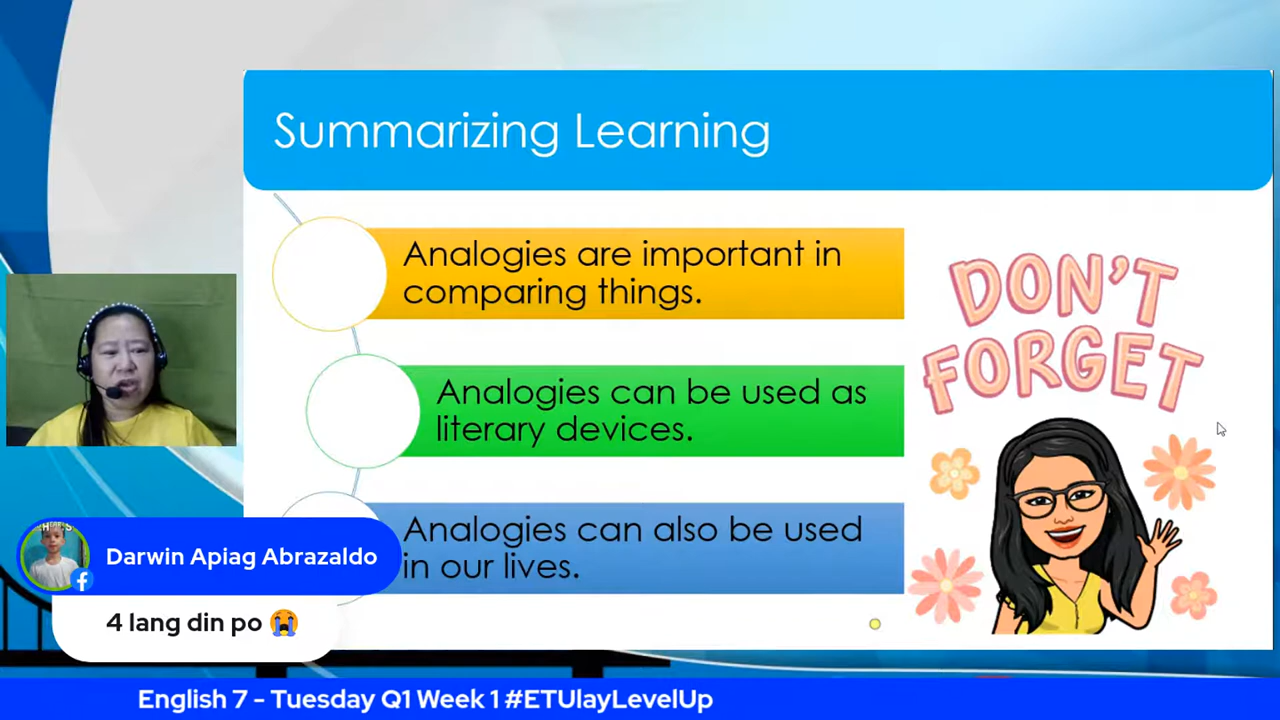 Summarizing Learning
Analogies are important in
comparing things.
Analogies can be used as
literary devices.
Analogies can also be used
in our lives.
DON'T
FORGET
Darwin Apiag Abrazaldo
4 lang din po 😭
English 7 - Tuesday Q1 Week 1 #ETUlayLevelUp